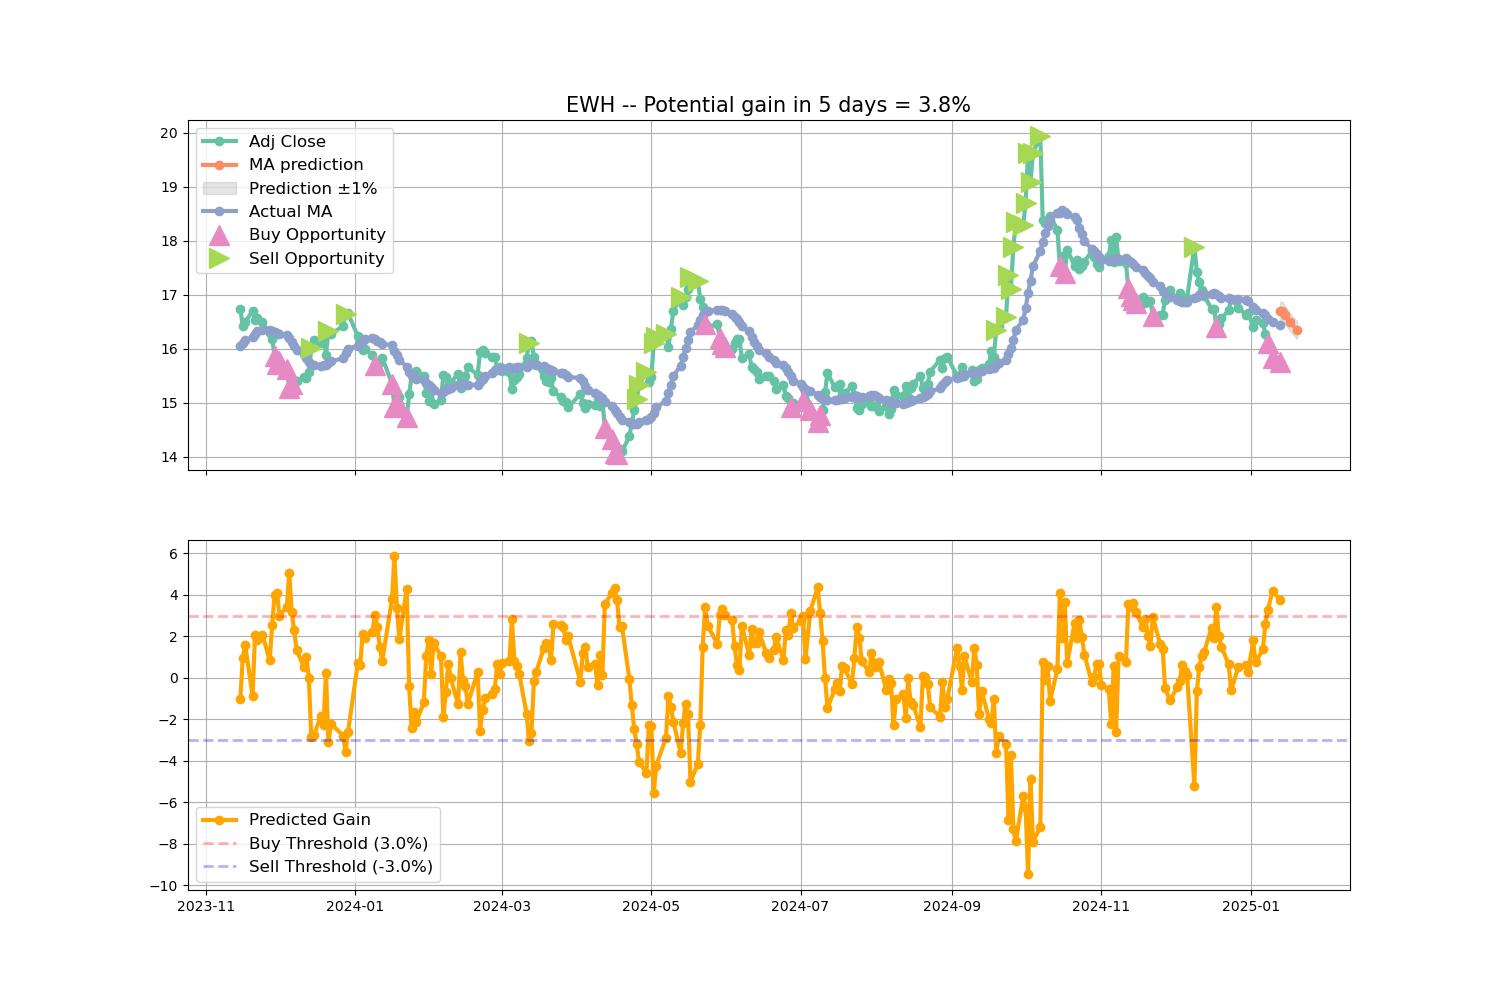 EWH -- Potential gain in 5 days = 3.8%
20
19
18
17
16
15
14
Adj Close
MA prediction
Prediction ±1%
Actual MA
Buy Opportunity
Sell Opportunity
6
4
2
0
−2
−4
−6
−8
−10
Predicted Gain
Buy Threshold (3.0%)
Sell Threshold (-3.0%)
2023-11
2024-01
2024-03
2024-05
2024-07
2024-09
2024-11
2025-01